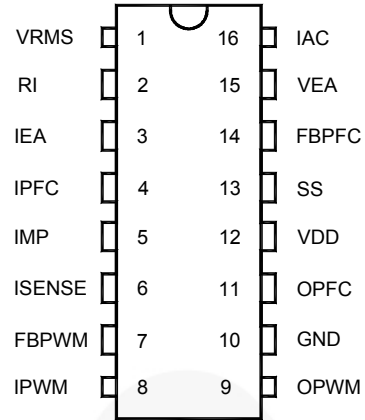 VRMS 1 16 IAC
RI 2 15 VEA
IEA 3 14 FBPFC
IPFC 4 13 SS
IMP 5 12 VDD
ISENSE 6 11 OPFC
FBPWM 7 10 GND
IPWM 8 9 OPWM